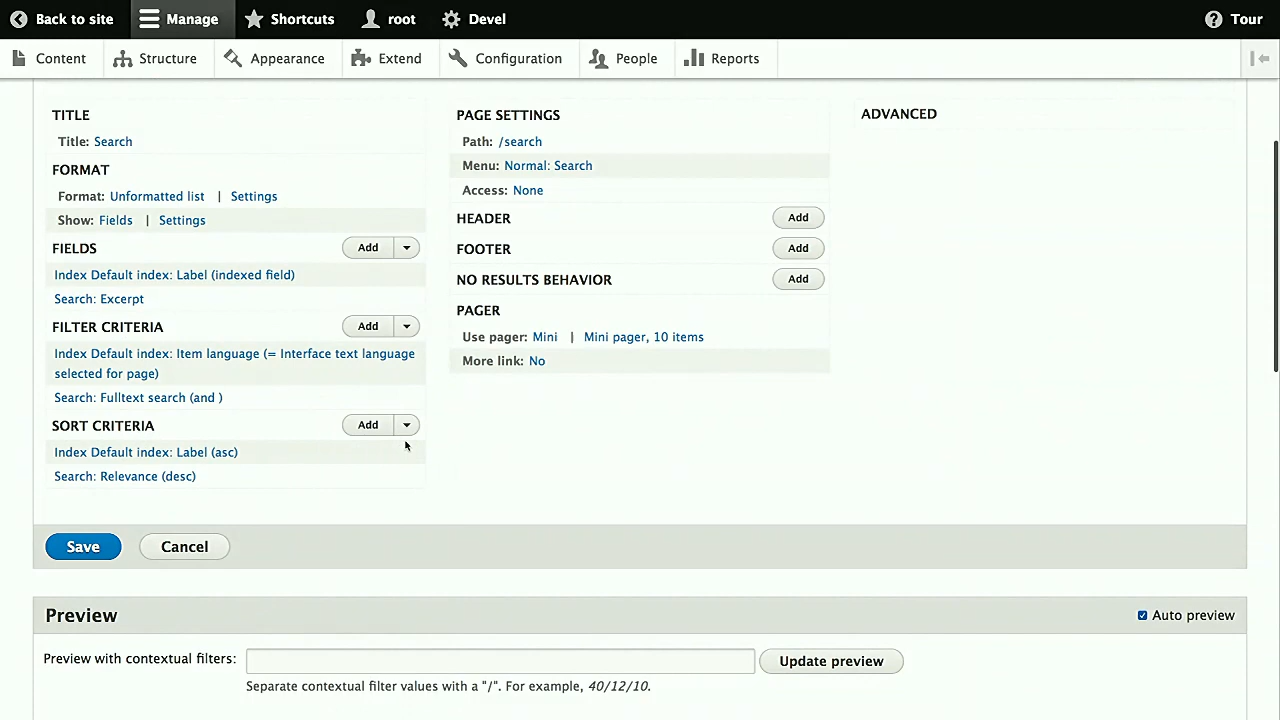 Back to site
Manage
Shortcuts
root
Devel
Tour
Content
Structure
Appearance
Extend
Configuration
People
Reports
TITLE
Title: Search
FORMAT
Format: Unformatted list | Settings
Show: Fields | Settings
FIELDS
Add
Index Default index: Label (indexed field)
Search: Excerpt
FILTER CRITERIA
Add
Index Default index: Item language (= Interface text language
selected for page)
Search: Fulltext search (and )
SORT CRITERIA
Add
Index Default index: Label (asc)
Search: Relevance (desc)
PAGE SETTINGS
Path: /search
Menu: Normal: Search
Access: None
HEADER
Add
FOOTER
Add
NO RESULTS BEHAVIOR
Add
PAGER
Use pager: Mini | Mini pager, 10 items
More link: No
ADVANCED
Save
Cancel
Preview
Auto preview
Preview with contextual filters:
Update preview
Separate contextual filter values with a "/". For example, 40/12/10.